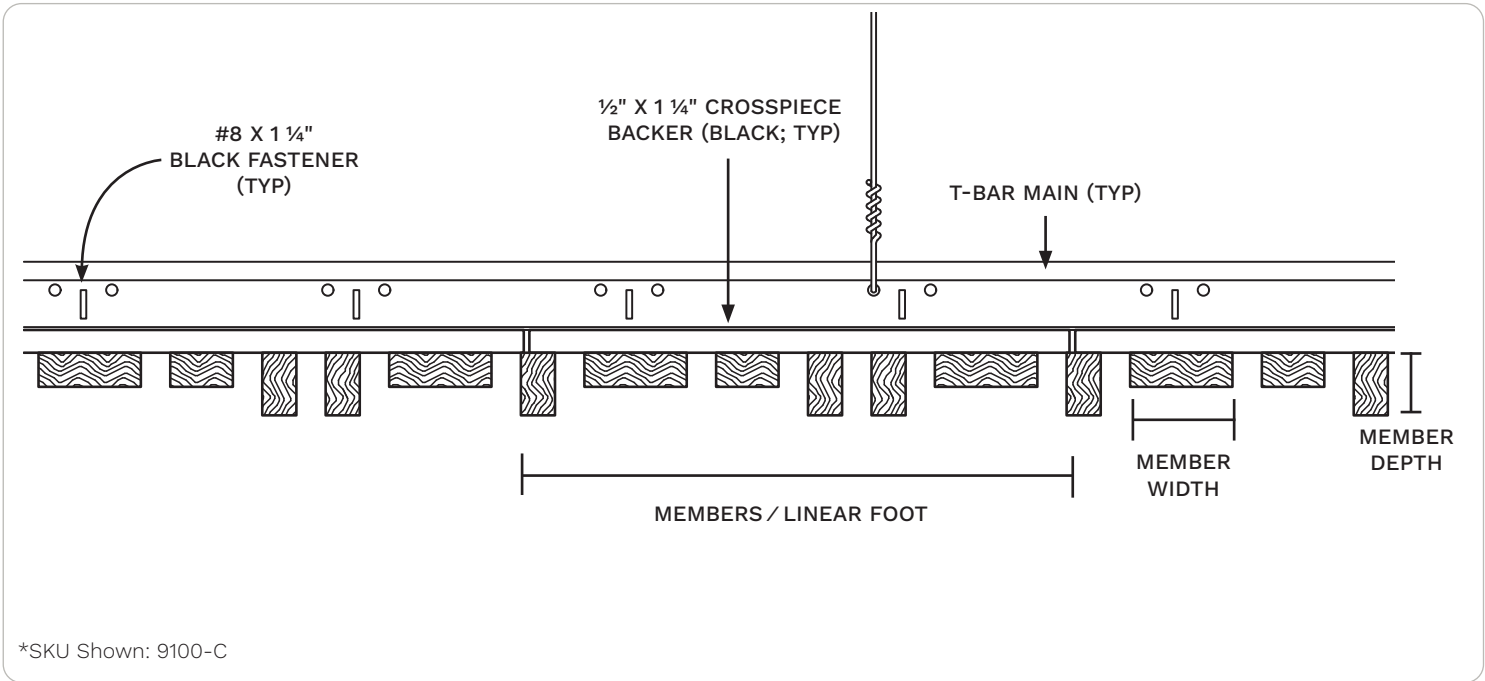 #8 X 1 ¼"
BLACK FASTENER
(TYP)
½" X 1 ¼" CROSSPIECE
BACKER (BLACK; TYP)
T-BAR MAIN (TYP)
MEMBER
DEPTH
MEMBER
WIDTH
MEMBERS / LINEAR FOOT
*SKU Shown: 9100-C